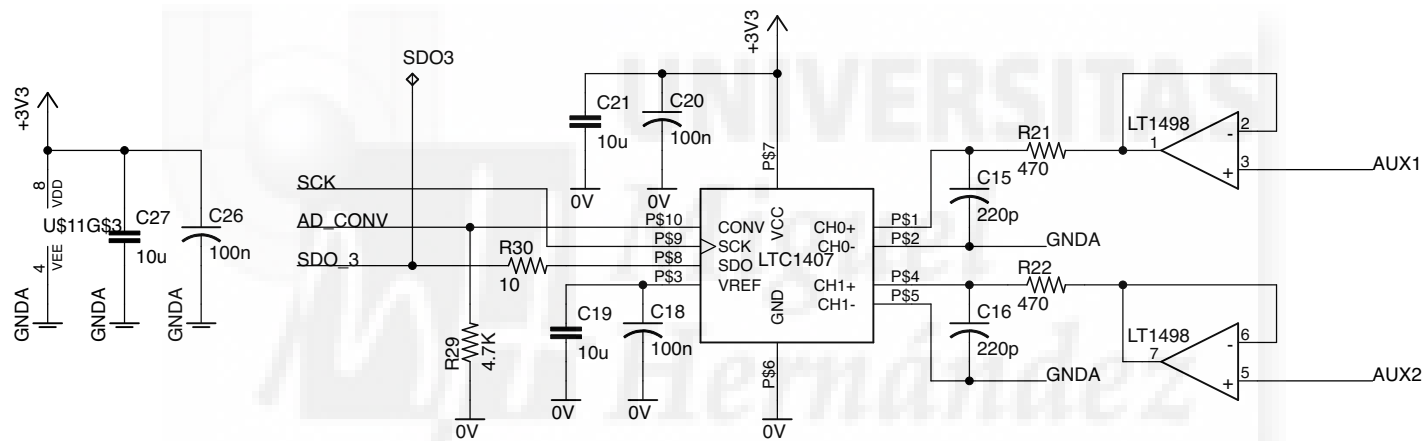 +3V3
8
VDD
U$11G$3
4
VEE
GNDA
C27
10u
GNDA
C26
100n
GNDA
SDO3
SCK
AD_CONV
SDO_3
R30
10
R29
4.7K
0V
C21
10u
0V
C20
100n
0V
+3V3
P$7
P$10
P$9
P$8
P$3
CONV
SCK
SDO
VREF
VCC
LTC1407
GND
CH0+
CH0-
CH1+
CH1-
P$1
P$2
P$4
P$5
P$6
0V
C19
10u
0V
C18
100n
0V
R21
470
C15
220p
GNDA
R22
470
C16
220p
GNDA
LT1498
1
2
-
3
+
AUX1
LT1498
7
6
-
5
+
AUX2
UNIVERSITAS
Miguel
Hernández